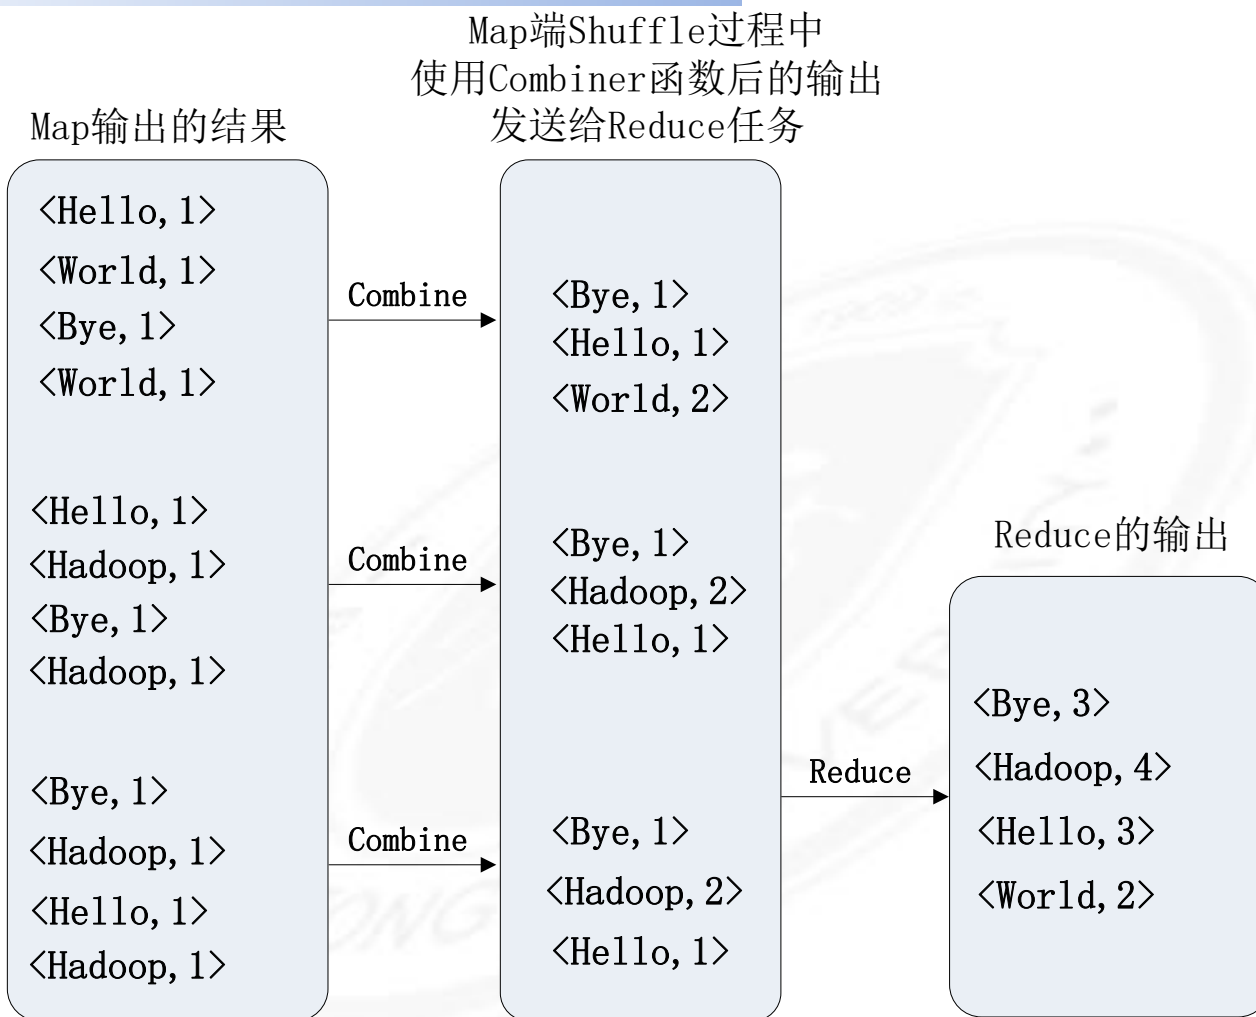 Map端Shuffle过程中
使用Combiner函数后的输出
发送给Reduce任务
Map输出的结果
<Hello,1>
<World,1>
<Bye,1>
<World,1>
Combine
<Bye,1>
<Hello,1>
<World,2>
<Hello,1>
<Hadoop,1>
<Bye,1>
<Hadoop,1>
Combine
<Bye,1>
<Hadoop,2>
<Hello,1>
<Bye,1>
<Hadoop,1>
<Hello,1>
<Hadoop,1>
Combine
<Bye,1>
<Hadoop,2>
<Hello,1>
Reduce
Reduce的输出
<Bye,3>
<Hadoop,4>
<Hello,3>
<World,2>